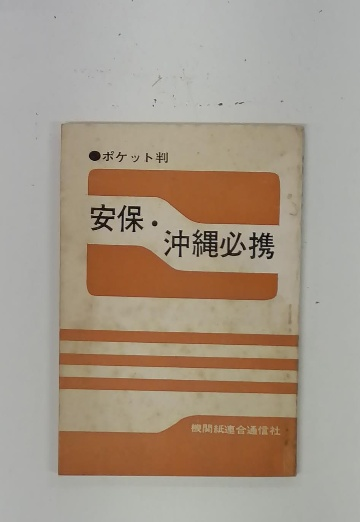 ●ポケット判
安保・
沖縄必携
機関紙連合通信社